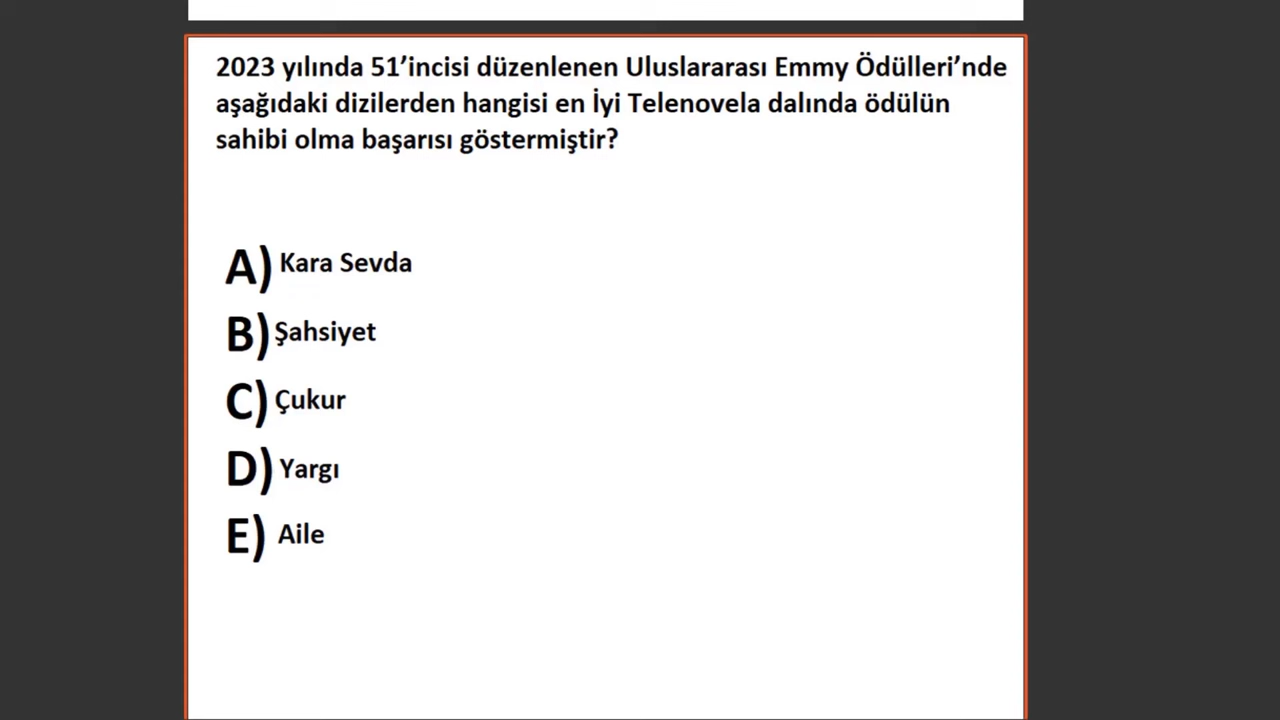 2023 yılında 51’incisi düzenlenen Uluslararası Emmy Ödülleri’nde
aşağıdaki dizilerden hangisi en İyi Telenovela dalında ödülün
sahibi olma başarısı göstermiştir?
A) Kara Sevda
B) Şahsiyet
C) Çukur
D) Yargı
E) Aile